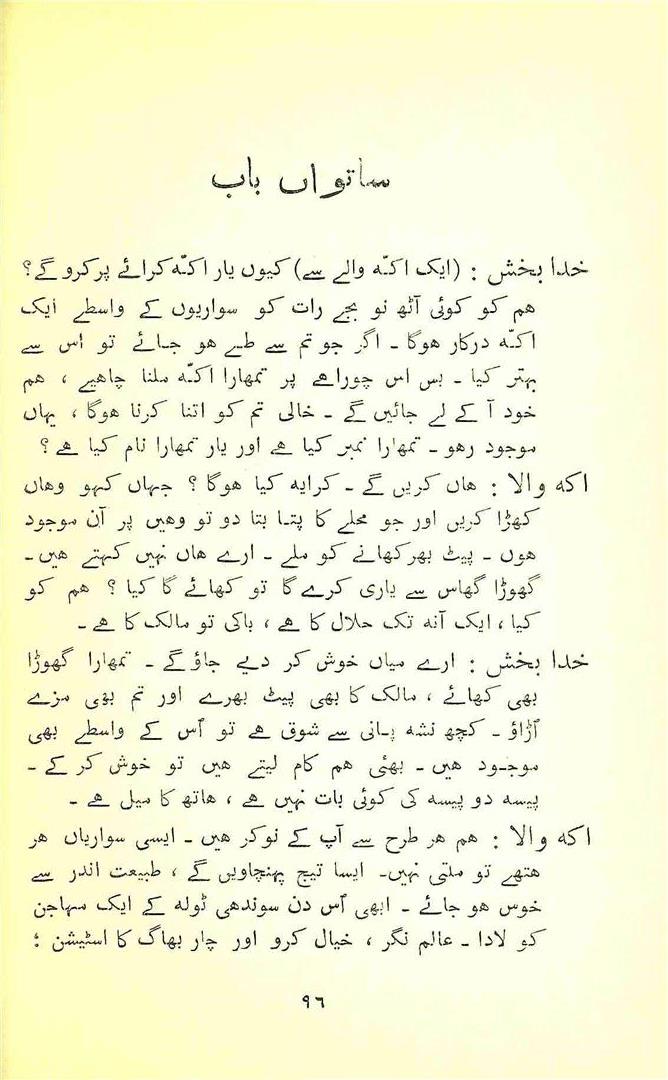 ساتواں باب
خدا بخش : (ایک اکّہ والے سے) کیوں یار اکّہ کرائے پر کرو گے؟
ہم کو کوئی آٹھ نو بجے رات کو سواریوں کے واسطے ایک
اکّہ درکار ہوگا ۔ اگر جو تم سے طے ہو جائے تو اس سے
بہتر کیا ۔ بس اس چوراہے پر تمھارا اکّہ ملنا چاہیے ، ہم
خود آ کے لے جائیں گے ۔ خالی تم کو اتنا کرنا ہوگا ، یہاں
موجود رہو ۔ تمھارا نمبر کیا ہے اور یار تمھارا نام کیا ہے ؟
اکہ والا : ہاں کریں گے ۔ کرایہ کیا ہوگا ؟ جہاں کہو وہاں
کھڑا کریں اور جو محلے کا پتا بتا دو تو وہیں پر آن موجود
ہوں ۔ پیٹ بھر کھانے کو ملے ۔ ارے ہاں نہیں کہتے ہیں ۔
گھوڑا گھاس سے یاری کرے گا تو کھائے گا کیا ؟ ہم کو
کیا ، ایک آنہ تک حلال کا ہے ، باکی تو مالک کا ہے ۔
خدا بخش : ارے میاں خوش کر دیے جاؤ گے ۔ تمھارا گھوڑا
بھی کھائے ، مالک کا بھی پیٹ بھرے اور تم بھی مزے
اُڑاؤ ۔ کچھ نشہ پانی سے شوق ہے تو اُس کے واسطے بھی
موجود ہیں ۔ بھئی ہم کام لیتے ہیں تو خوش کر کے ۔
پیسہ دو پیسہ کی کوئی بات نہیں ہے ، ہاتھ کا میل ہے ۔
اکہ والا : ہم ہر طرح سے آپ کے نوکر ہیں ۔ ایسی سواریاں ہر
ہتھے تو ملتی نہیں ۔ ایسا تیج پہنچاویں گے ، طبیعت اندر سے
خوس ہو جائے ۔ ابھی اُس دن سوندھی ٹولہ کے ایک مہاجن
کو لادا ۔ عالم نگر ، خیال کرو اور چار بھاگ کا اسٹیشن ؛
۹۶